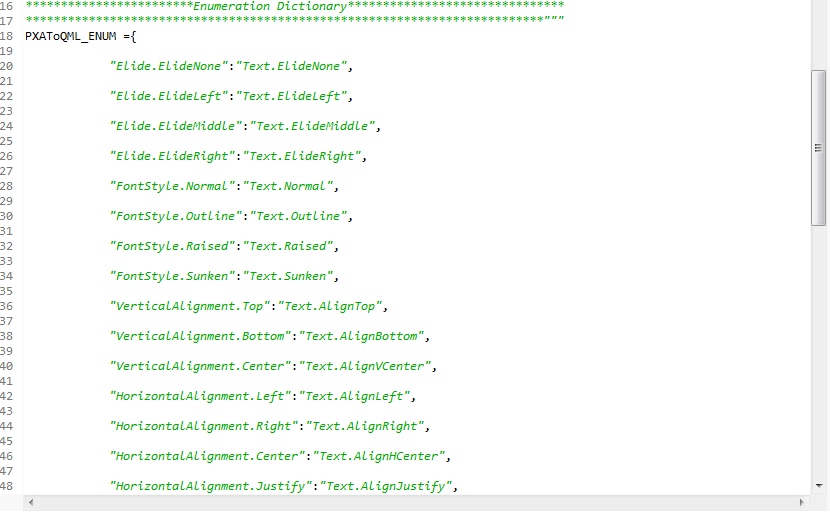 16 ************************Enumeration Dictionary*******************************
17 **************************************************************************"""
18 PXAToQML_ENUM ={
19
20 "Elide.ElideNone":"Text.ElideNone",
21
22 "Elide.ElideLeft":"Text.ElideLeft",
23
24 "Elide.ElideMiddle":"Text.ElideMiddle",
25
26 "Elide.ElideRight":"Text.ElideRight",
27
28 "FontStyle.Normal":"Text.Normal",
29
30 "FontStyle.Outline":"Text.Outline",
31
32 "FontStyle.Raised":"Text.Raised",
33
34 "FontStyle.Sunken":"Text.Sunken",
35
36 "VerticalAlignment.Top":"Text.AlignTop",
37
38 "VerticalAlignment.Bottom":"Text.AlignBottom",
39
40 "VerticalAlignment.Center":"Text.AlignVCenter",
41
42 "HorizontalAlignment.Left":"Text.AlignLeft",
43
44 "HorizontalAlignment.Right":"Text.AlignRight",
45
46 "HorizontalAlignment.Center":"Text.AlignHCenter",
47
48 "HorizontalAlignment.Justify":"Text.AlignJustify",